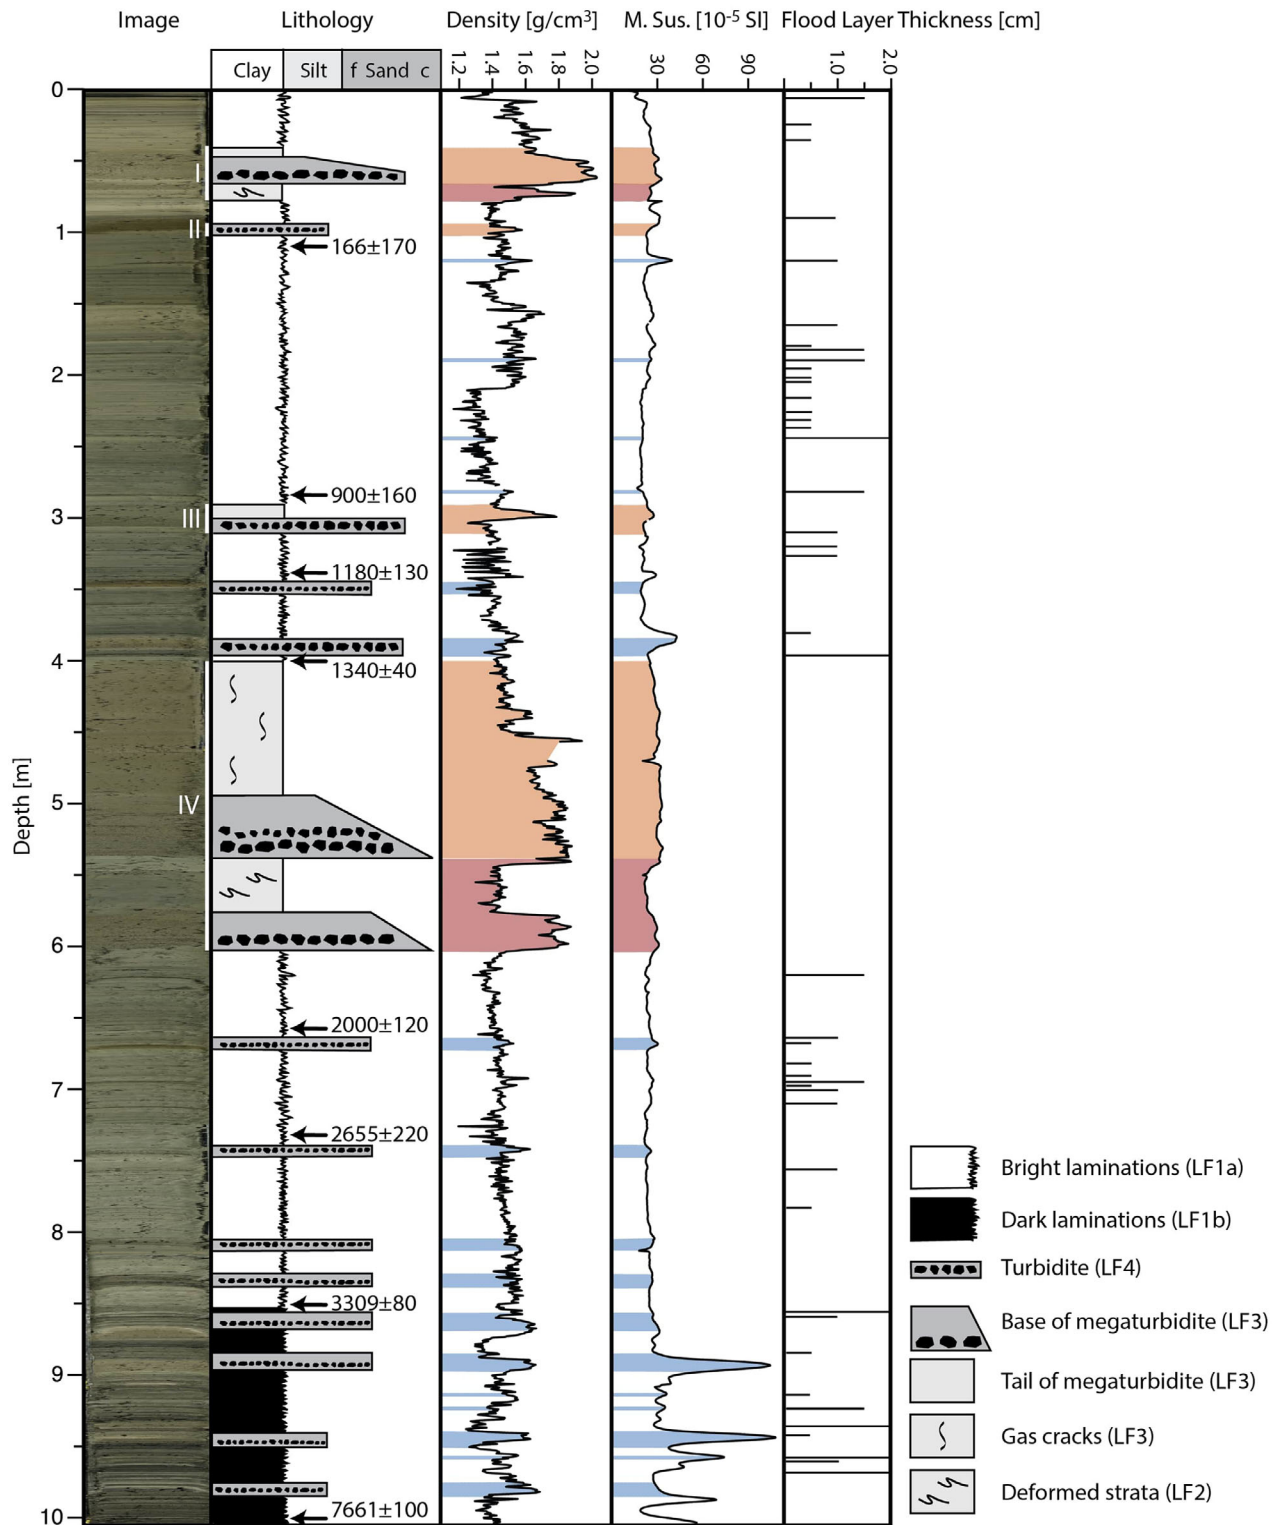 Image Lithology Density [g/cm³] M. Sus. [10⁻⁵ SI] Flood Layer Thickness [cm]
Clay Silt f Sand c
1.2 1.4 1.6 1.8 2.0
30 60 90
0 1.0 2.0
Depth [m]
0
I
II
1
166±170
2
900±160
III
3
1180±130
4
1340±40
IV
5
6
2000±120
7
2655±220
8
3309±80
9
10
7661±100
Bright laminations (LF1a)
Dark laminations (LF1b)
Turbidite (LF4)
Base of megaturbidite (LF3)
Tail of megaturbidite (LF3)
Gas cracks (LF3)
Deformed strata (LF2)